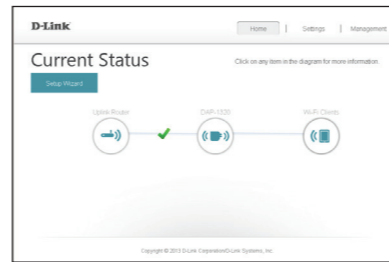 D-Link
Home | Settings | Management
Current Status
Click on any item in the diagram for more information.
Setup Wizard
Uplink Router
DAP-1520
Wi-Fi Clients
Copyright © 2013 D-Link Corporation/D-Link Systems, Inc.